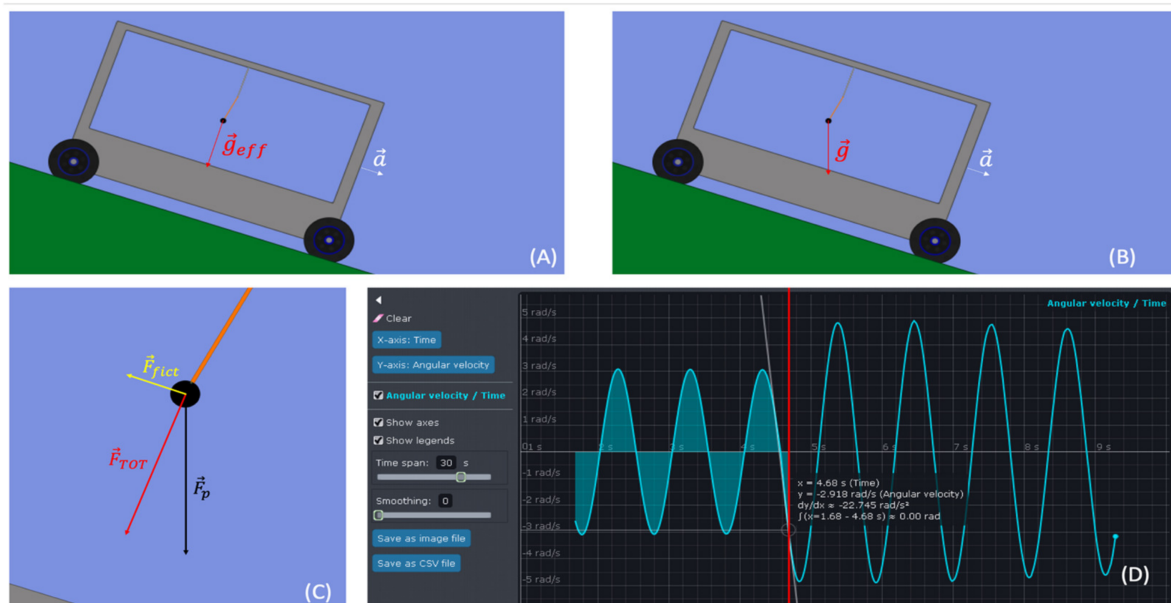 g⃗eff
a⃗
(A)
g⃗
a⃗
(B)
F⃗fict
F⃗TOT
F⃗p
(C)
Clear
X-axis: Time
Y-axis: Angular velocity
Angular velocity / Time
Show axes
Show legends
Time span: 30 s
Smoothing: 0
Save as image file
Save as CSV file
Angular velocity / Time
5 rad/s
4 rad/s
3 rad/s
2 rad/s
1 rad/s
01 s 2 s 3 s 4 s 5 s 6 s 7 s 8 s 9 s
-1 rad/s
-2 rad/s
-3 rad/s
-4 rad/s
-5 rad/s
x = 4.68 s (Time)
y = -2.918 rad/s (Angular velocity)
dy/dx ≈ -22.745 rad/s²
∫(x=1.68 - 4.68 s) ≈ 0.00 rad
(D)